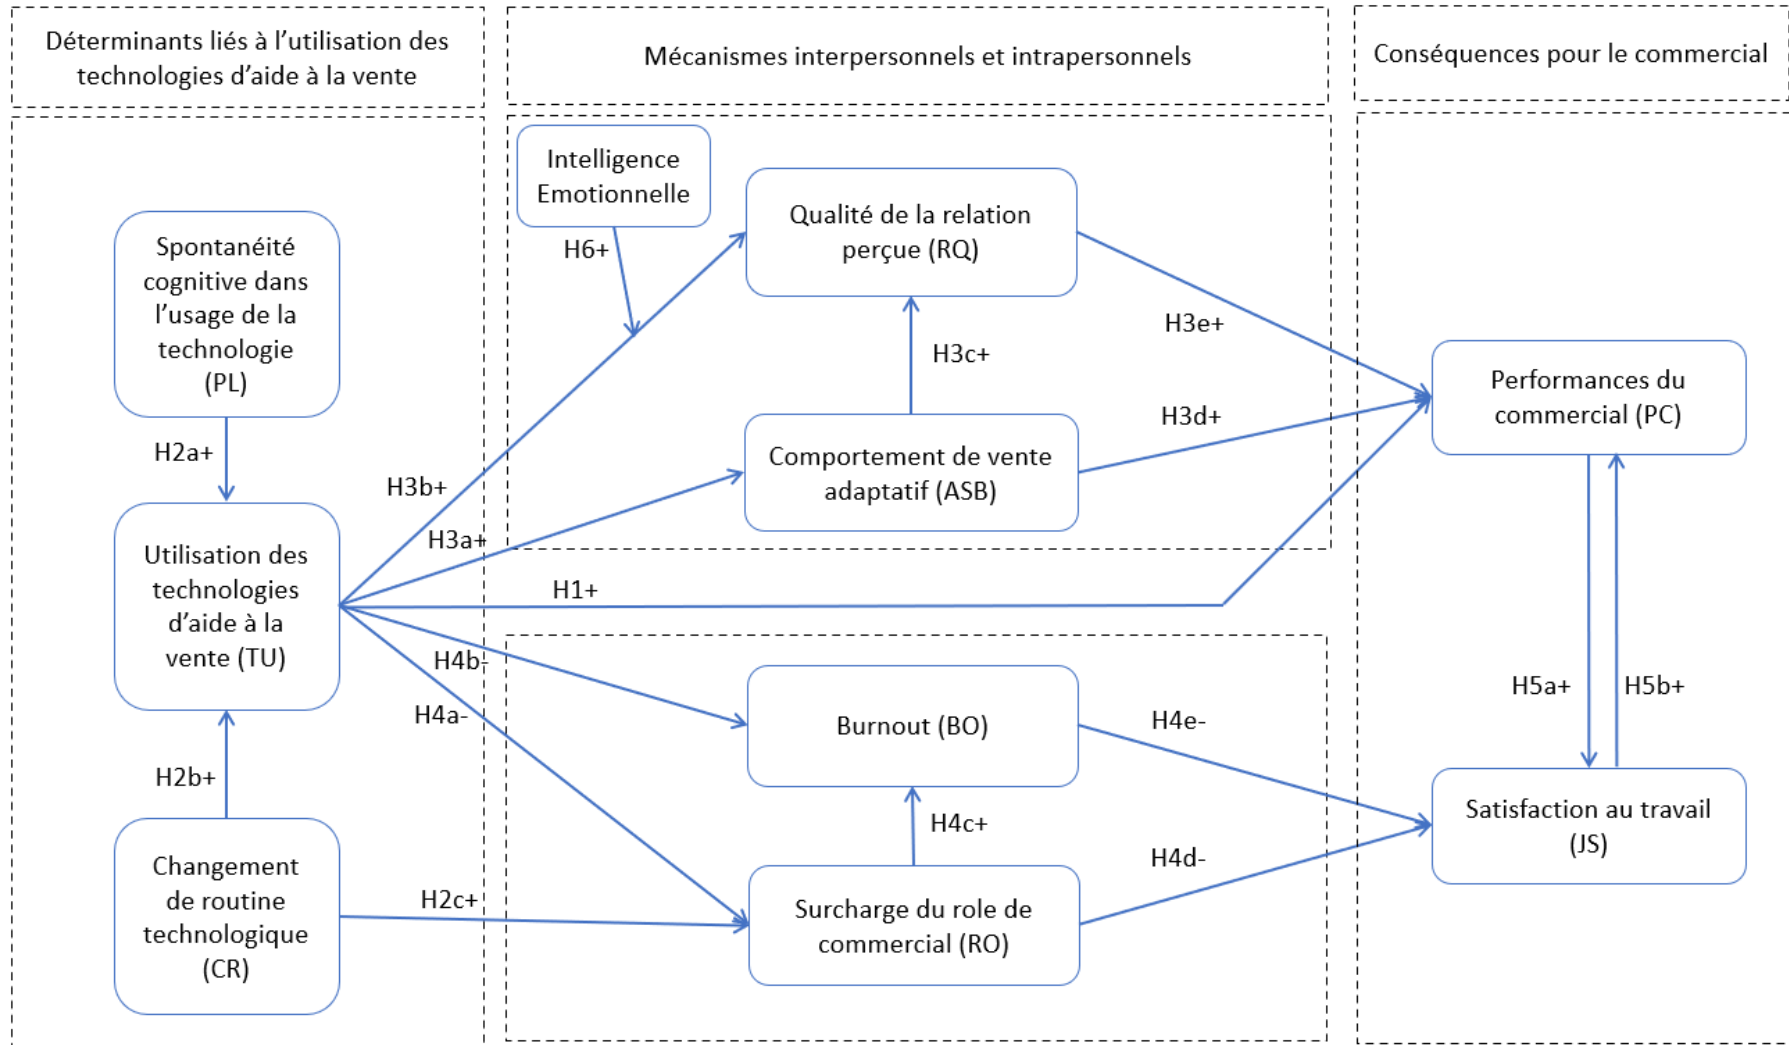 Déterminants liés à l'utilisation des
technologies d'aide à la vente
Mécanismes interpersonnels et intrapersonnels
Conséquences pour le commercial
Intelligence
Emotionnelle
H6+
Qualité de la relation
perçue (RQ)
Spontanéité
cognitive dans
l'usage de la
technologie
(PL)
H3e+
H3c+
Performances du
commercial (PC)
H3d+
H2a+
Comportement de vente
adaptatif (ASB)
H3b+
H3a+
Utilisation des
technologies
d'aide à la
vente (TU)
H1+
H4b-
H4a-
Burnout (BO)
H4e-
H5a+
H5b+
H2b+
H4c+
Satisfaction au travail
(JS)
H4d-
Changement
de routine
technologique
(CR)
H2c+
Surcharge du role de
commercial (RO)